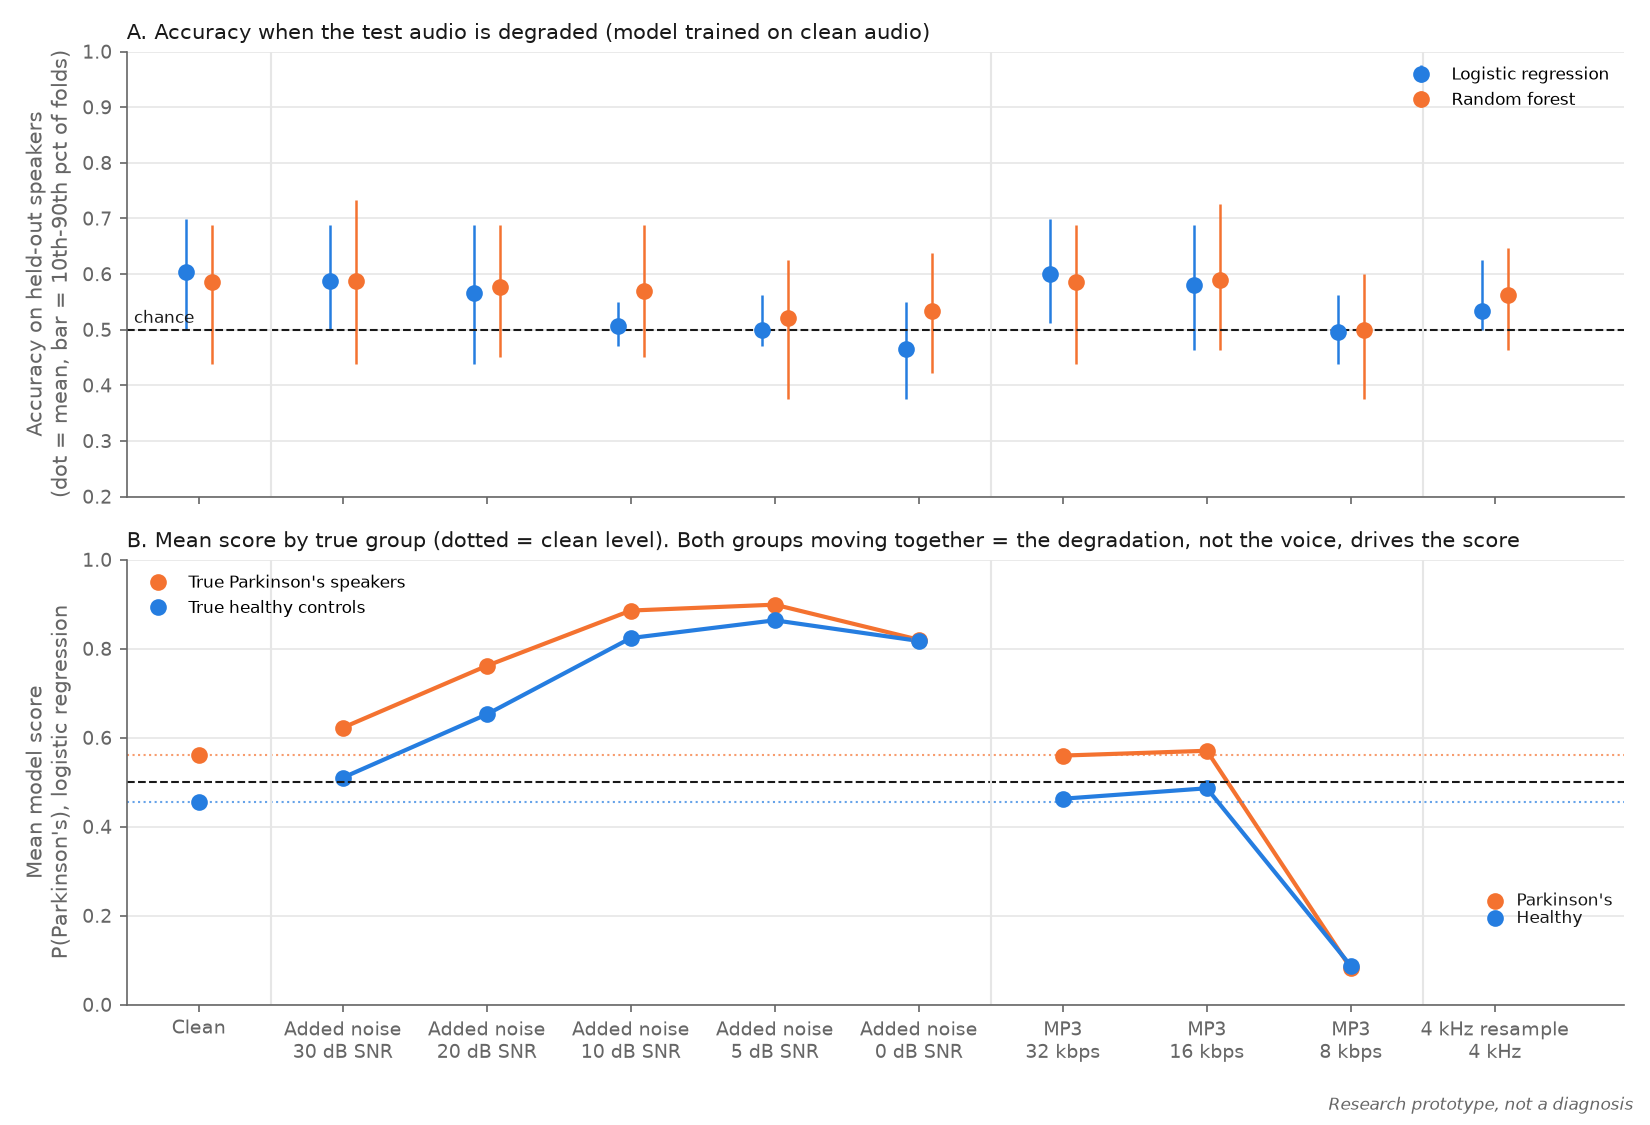 A. Accuracy when the test audio is degraded (model trained on clean audio)
Accuracy on held-out speakers
(dot = mean, bar = 10th-90th pct of folds)
1.0
0.9
0.8
0.7
0.6
0.5
0.4
0.3
0.2
chance
Logistic regression
Random forest
B. Mean score by true group (dotted = clean level). Both groups moving together = the degradation, not the voice, drives the score
Mean model score
P(Parkinson's), logistic regression
1.0
0.8
0.6
0.4
0.2
0.0
True Parkinson's speakers
True healthy controls
Parkinson's
Healthy
Clean
Added noise
30 dB SNR
Added noise
20 dB SNR
Added noise
10 dB SNR
Added noise
5 dB SNR
Added noise
0 dB SNR
MP3
32 kbps
MP3
16 kbps
MP3
8 kbps
4 kHz resample
4 kHz
Research prototype, not a diagnosis